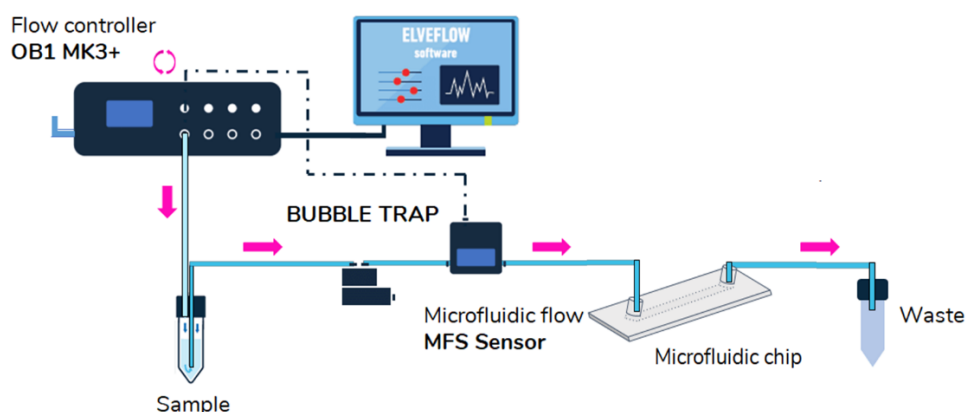 Flow controller
OB1 MK3+
ELVEFLOW
software
BUBBLE TRAP
Microfluidic flow
MFS Sensor
Microfluidic chip
Waste
Sample